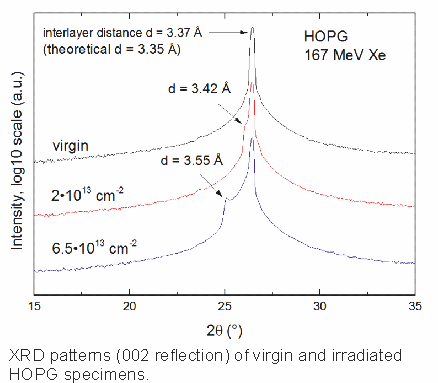 interlayer distance d = 3.37 Å
(theoretical d = 3.35Å)
HOPG
167 MeV Xe
d = 3.42 Å
virgin
d = 3.55 Å
2•10¹³ cm⁻²
6.5•10¹³ cm⁻²
Intensity, log10 scale (a.u.)
15 20 25 30 35
2θ (°)
XRD patterns (002 reflection) of virgin and irradiated
HOPG specimens.